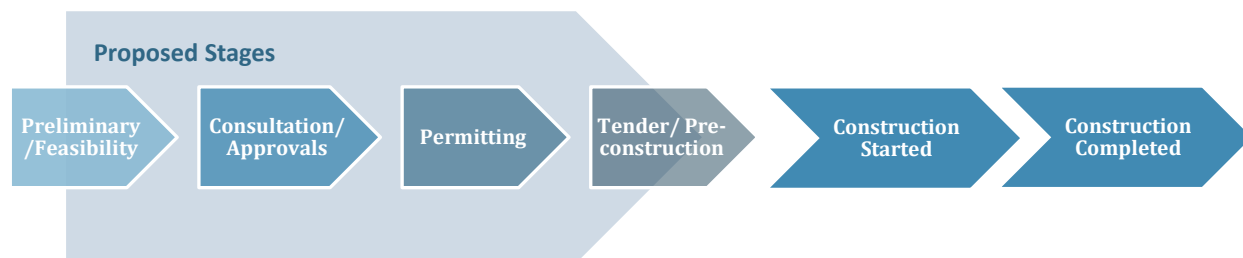 Proposed Stages
Preliminary
/Feasibility
Consultation/
Approvals
Permitting
Tender/ Pre-
construction
Construction
Started
Construction
Completed